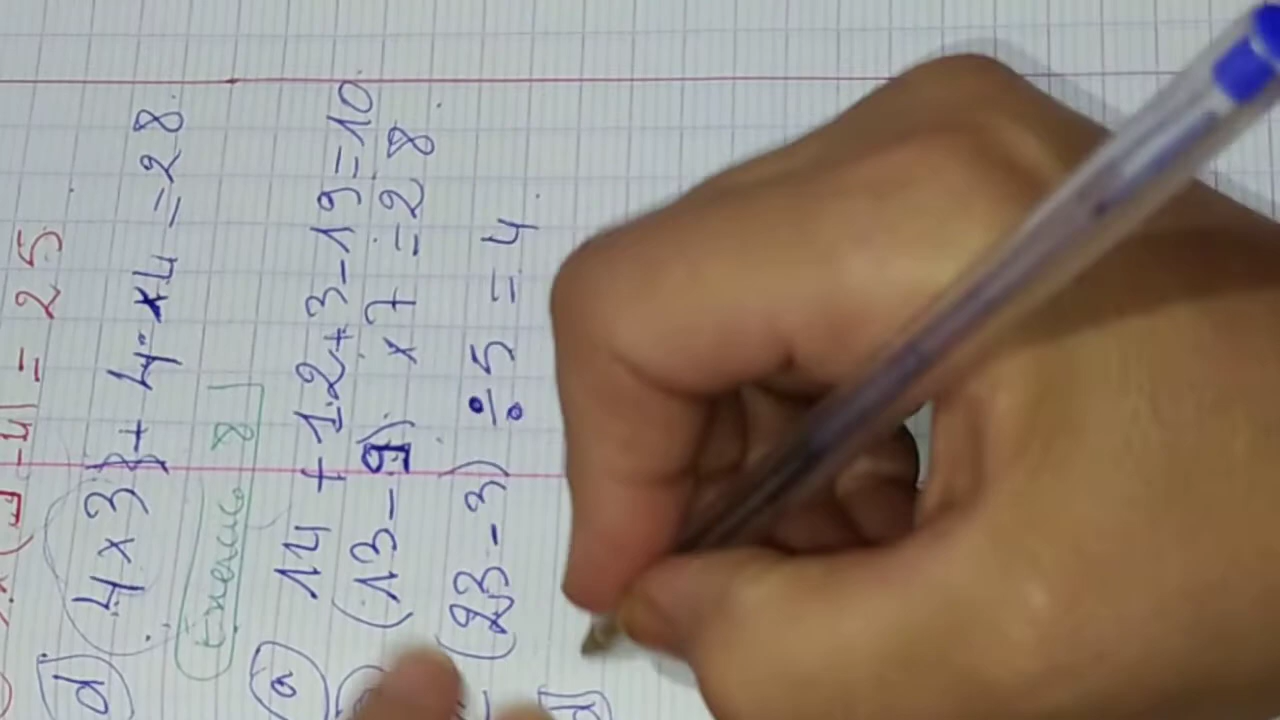 -4) = 25
d (4 x 3) + 4 x 4 = 28.
Exercice 8
a 14 + 12 + 3 - 19 = 10
(13 - 9) x 7 = 28.
(23 - 3) ÷ 5 = 4
d